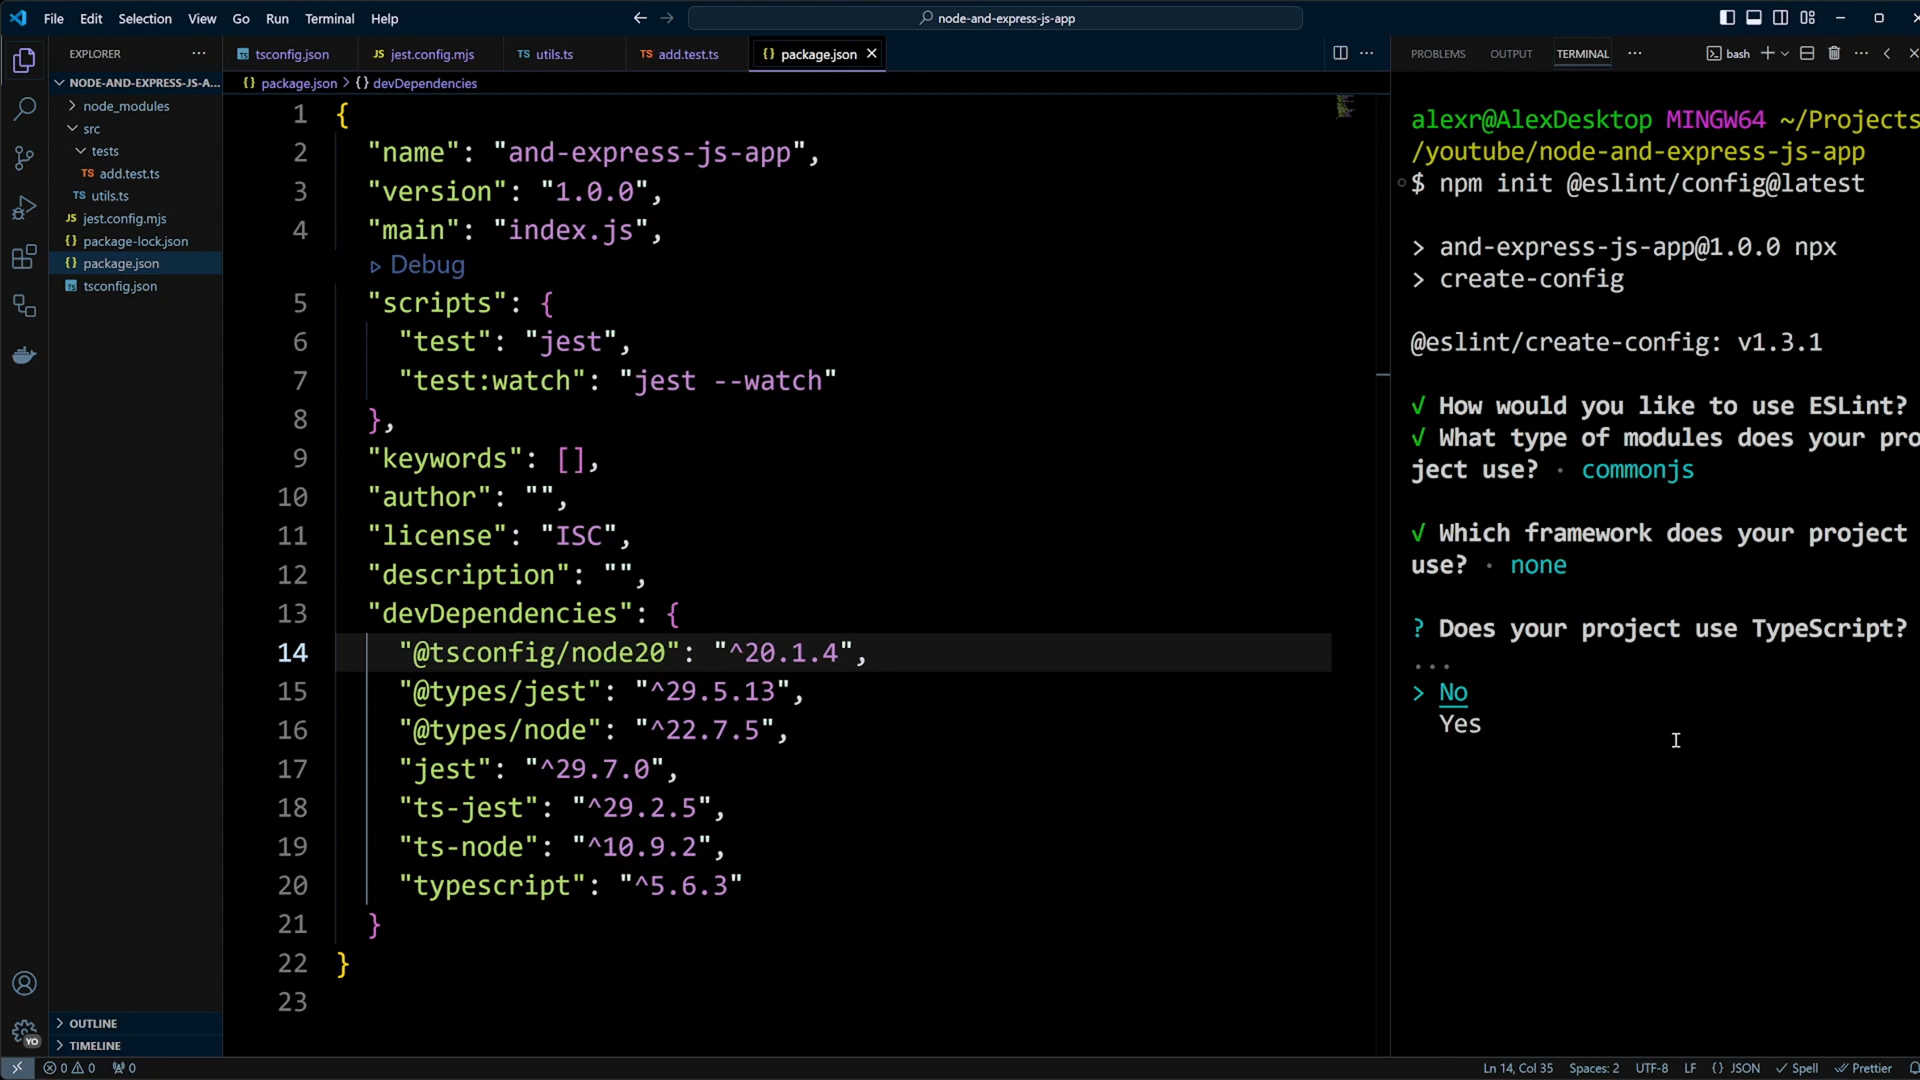 File Edit Selection View Go Run Terminal Help
node-and-express-js-app
EXPLORER
NODE-AND-EXPRESS-JS-A...
node_modules
src
tests
TS add.test.ts
TS utils.ts
JS jest.config.mjs
{} package-lock.json
{} package.json
tsconfig.json
OUTLINE
TIMELINE
tsconfig.json
JS jest.config.mjs
TS utils.ts
TS add.test.ts
{} package.json
{} package.json > {} devDependencies
1 {
2 "name": "and-express-js-app",
3 "version": "1.0.0",
4 "main": "index.js",
Debug
5 "scripts": {
6 "test": "jest",
7 "test:watch": "jest --watch"
8 },
9 "keywords": [],
10 "author": "",
11 "license": "ISC",
12 "description": "",
13 "devDependencies": {
14 "@tsconfig/node20": "^20.1.4",
15 "@types/jest": "^29.5.13",
16 "@types/node": "^22.7.5",
17 "jest": "^29.7.0",
18 "ts-jest": "^29.2.5",
19 "ts-node": "^10.9.2",
20 "typescript": "^5.6.3"
21 }
22 }
23
PROBLEMS OUTPUT TERMINAL ... bash
alexr@AlexDesktop MINGW64 ~/Projects
/youtube/node-and-express-js-app
$ npm init @eslint/config@latest
> and-express-js-app@1.0.0 npx
> create-config
@eslint/create-config: v1.3.1
√ How would you like to use ESLint?
√ What type of modules does your pro
ject use? · commonjs
√ Which framework does your project
use? · none
? Does your project use TypeScript?
...
> No
Yes
YO
0 0 0
Ln 14, Col 35 Spaces: 2 UTF-8 LF {} JSON Spell Prettier